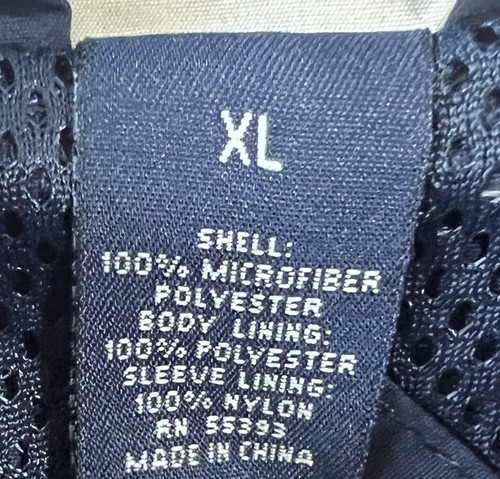 XL
SHELL:
100% MICROFIBER
POLYESTER
BODY LINING:
100% POLYESTER
SLEEVE LINING:
100% NYLON
RN 55393
MADE IN CHINA